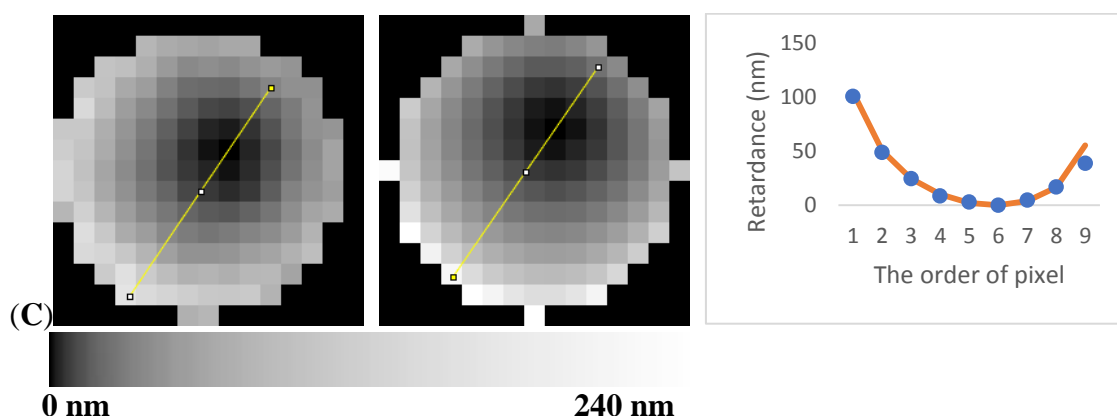 (C)
0 nm
240 nm
Retardance (nm)
150
100
50
0
1 2 3 4 5 6 7 8 9
The order of pixel